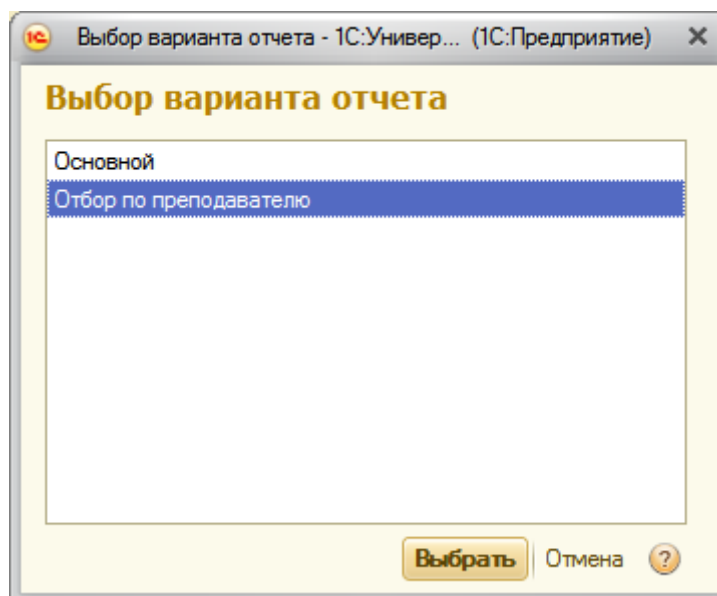 1С Выбор варианта отчета - 1С:Универ... (1С:Предприятие)
Выбор варианта отчета
Основной
Отбор по преподавателю
Выбрать Отмена ?